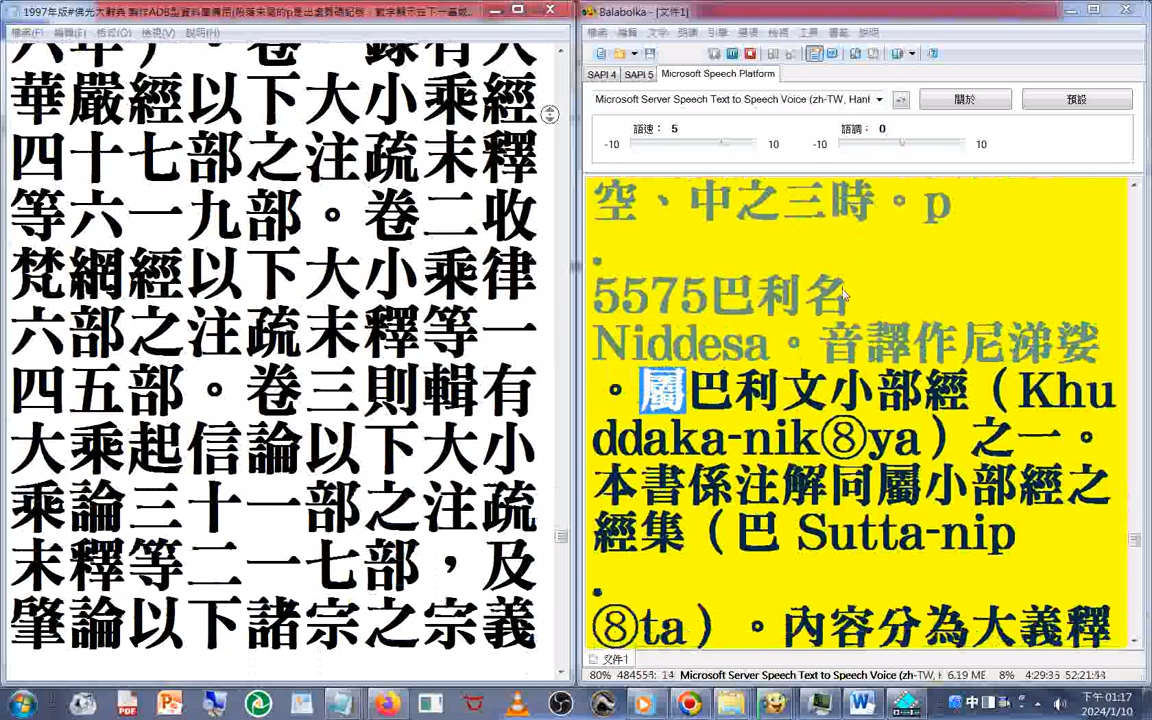 1997年版#佛光大辭典
檔案(F) 編輯(E) 格式(O) 檢視(V) 說明(H)
華嚴經以下大小乘經
四十七部之注疏末釋
等六一九部。卷二收
梵網經以下大小乘律
六部之注疏末釋等一
四五部。卷三則輯有
大乘起信論以下大小
乘論三十一部之注疏
末釋等二一七部，及
肇論以下諸宗之宗義
Balabolka - [文件1]
SAPI 4 SAPI 5 Microsoft Speech Platform
Microsoft Server Speech Text to Speech Voice (zh-TW, Hanl
關於
預設
語速： 5
語調： 0
-10 10 -10 10
空、中之三時。p
.
5575巴利名
Niddesa。音譯作尼涕娑
。屬巴利文小部經（Khu
ddaka-nik⑧ya）之一。
本書係注解同屬小部經之
經集（巴 Sutta-nip
.
⑧ta）。內容分為大義釋
文件1
80% 484554: 14 Microsoft Server Speech Text to Speech Voice (zh-TW, H 6.19 ME 8% 4:29:35 52:21:34
中
下午 01:17
2024/1/10